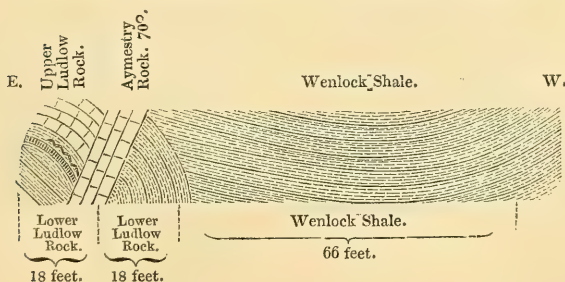 E.
Upper
Ludlow
Rock.
Aymestry
Rock. 70°.
Wenlock Shale.
W.
Lower
Ludlow
Rock.
Lower
Ludlow
Rock.
Wenlock Shale.
18 feet.
18 feet.
66 feet.